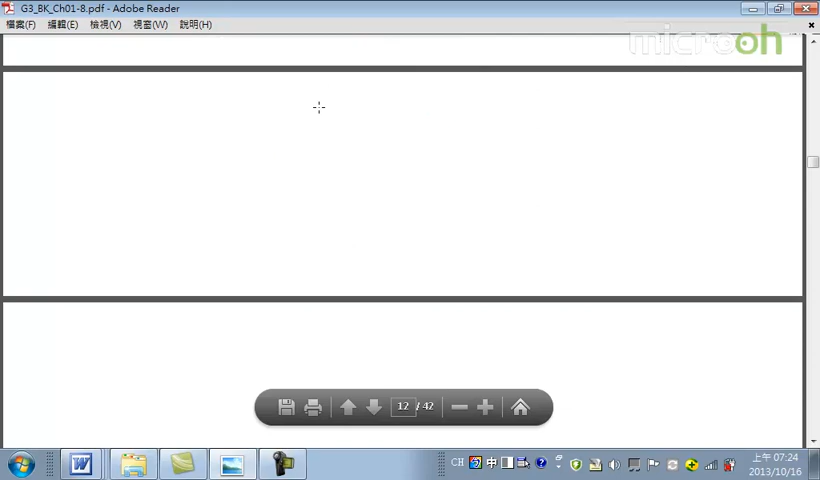 G3_BK_Ch01-8.pdf - Adobe Reader
檔案(F) 編輯(E) 檢視(V) 視窗(W) 說明(H)
microoh
12 / 42
CH 中
上午 07:24
2013/10/16